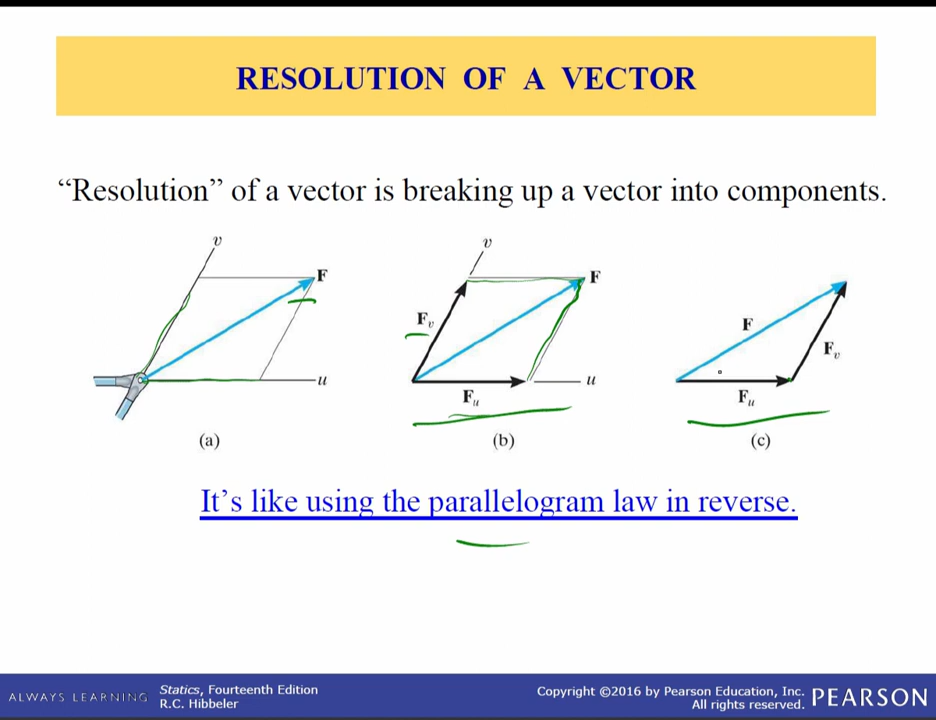 RESOLUTION OF A VECTOR
“Resolution” of a vector is breaking up a vector into components.
v
F
u
(a)
v
F
Fv
u
Fu
(b)
F
Fv
Fu
(c)
It’s like using the parallelogram law in reverse.
ALWAYS LEARNING
Statics, Fourteenth Edition
R.C. Hibbeler
Copyright ©2016 by Pearson Education, Inc.
All rights reserved.
PEARSON